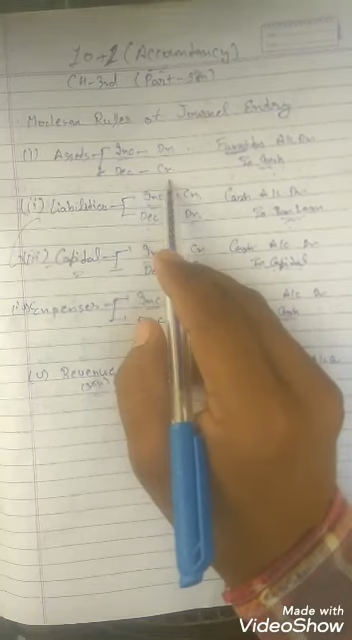 10+2 (Accountancy)
CH-3rd (Part-5th)
Modern Rules of Journal Entry
(i) Assets - Inc - Dr Furniture A/c Dr
Dec - Cr To Cash
(ii) Liabilities - Inc - Cr Cash A/c Dr
Dec Dr To Bank Loan
(iii) Capital - Cr Cash A/c Dr
To Capital
Expenses - Inc A/c Dr
Cash
(v) Revenue
Made with
VideoShow